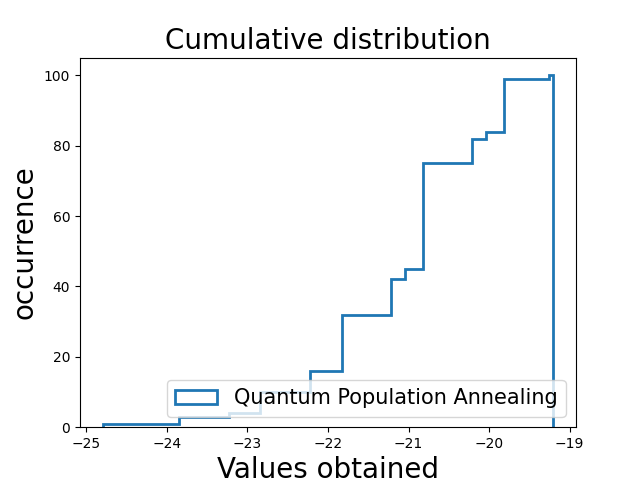 Cumulative distribution
occurrence
100
80
60
40
20
0
Quantum Population Annealing
−25 −24 −23 −22 −21 −20 −19
Values obtained